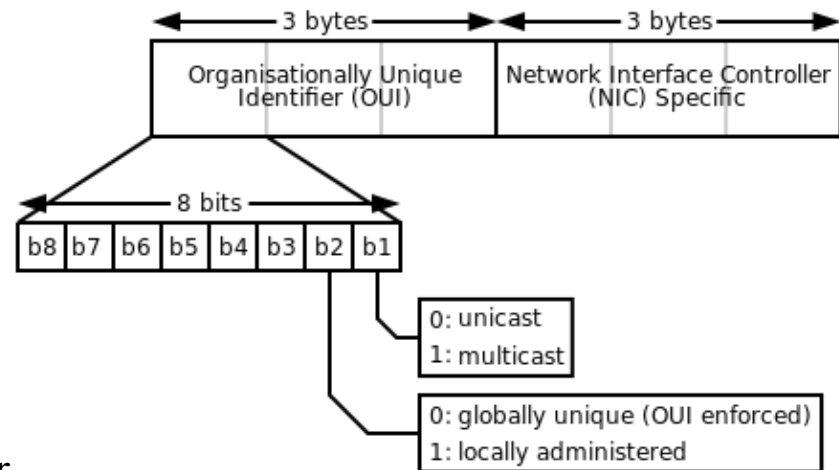 3 bytes 3 bytes
Organisationally Unique
Identifier (OUI)
Network Interface Controller
(NIC) Specific
8 bits
b8 b7 b6 b5 b4 b3 b2 b1
0: unicast
1: multicast
0: globally unique (OUI enforced)
1: locally administered